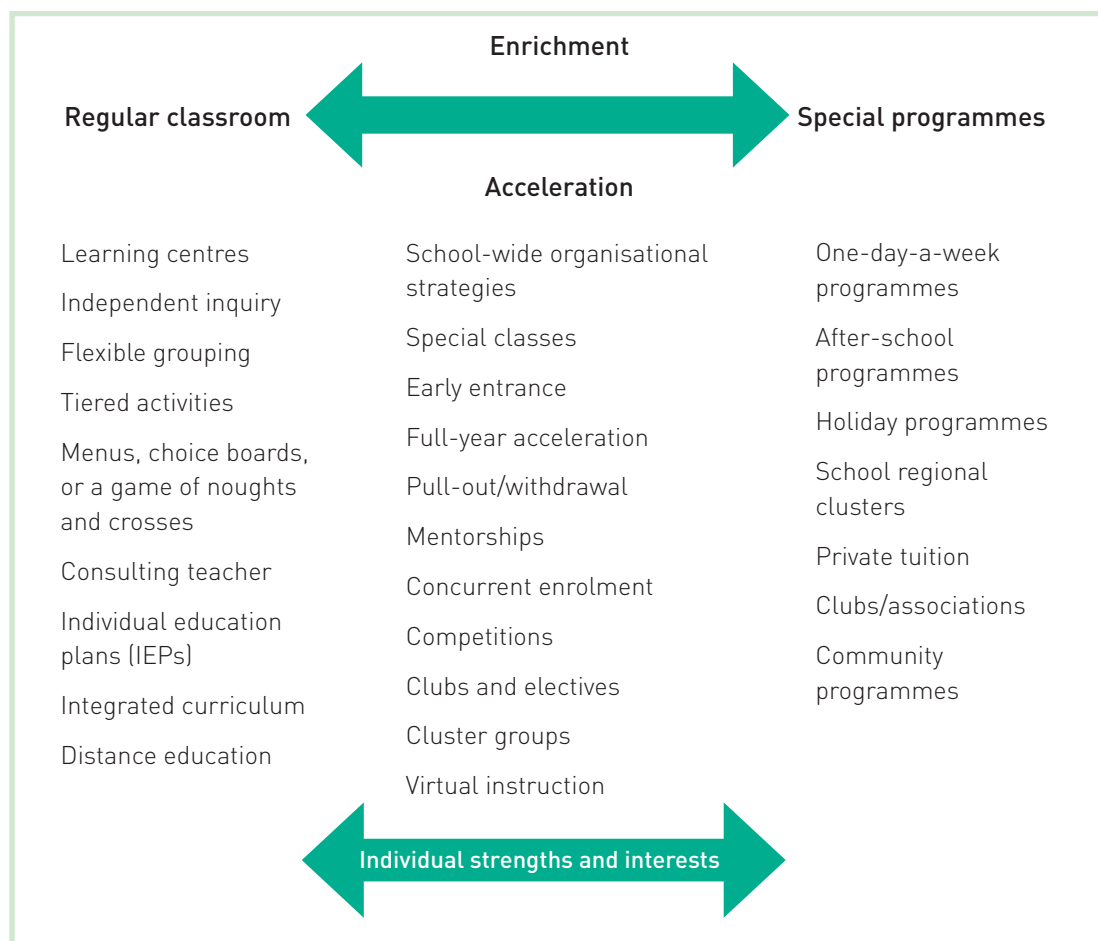 Enrichment
Regular classroom
Special programmes
Acceleration
Learning centres
Independent inquiry
Flexible grouping
Tiered activities
Menus, choice boards,
or a game of noughts
and crosses
Consulting teacher
Individual education
plans (IEPs)
Integrated curriculum
Distance education
School-wide organisational
strategies
Special classes
Early entrance
Full-year acceleration
Pull-out/withdrawal
Mentorships
Concurrent enrolment
Competitions
Clubs and electives
Cluster groups
Virtual instruction
One-day-a-week
programmes
After-school
programmes
Holiday programmes
School regional
clusters
Private tuition
Clubs/associations
Community
programmes
Individual strengths and interests